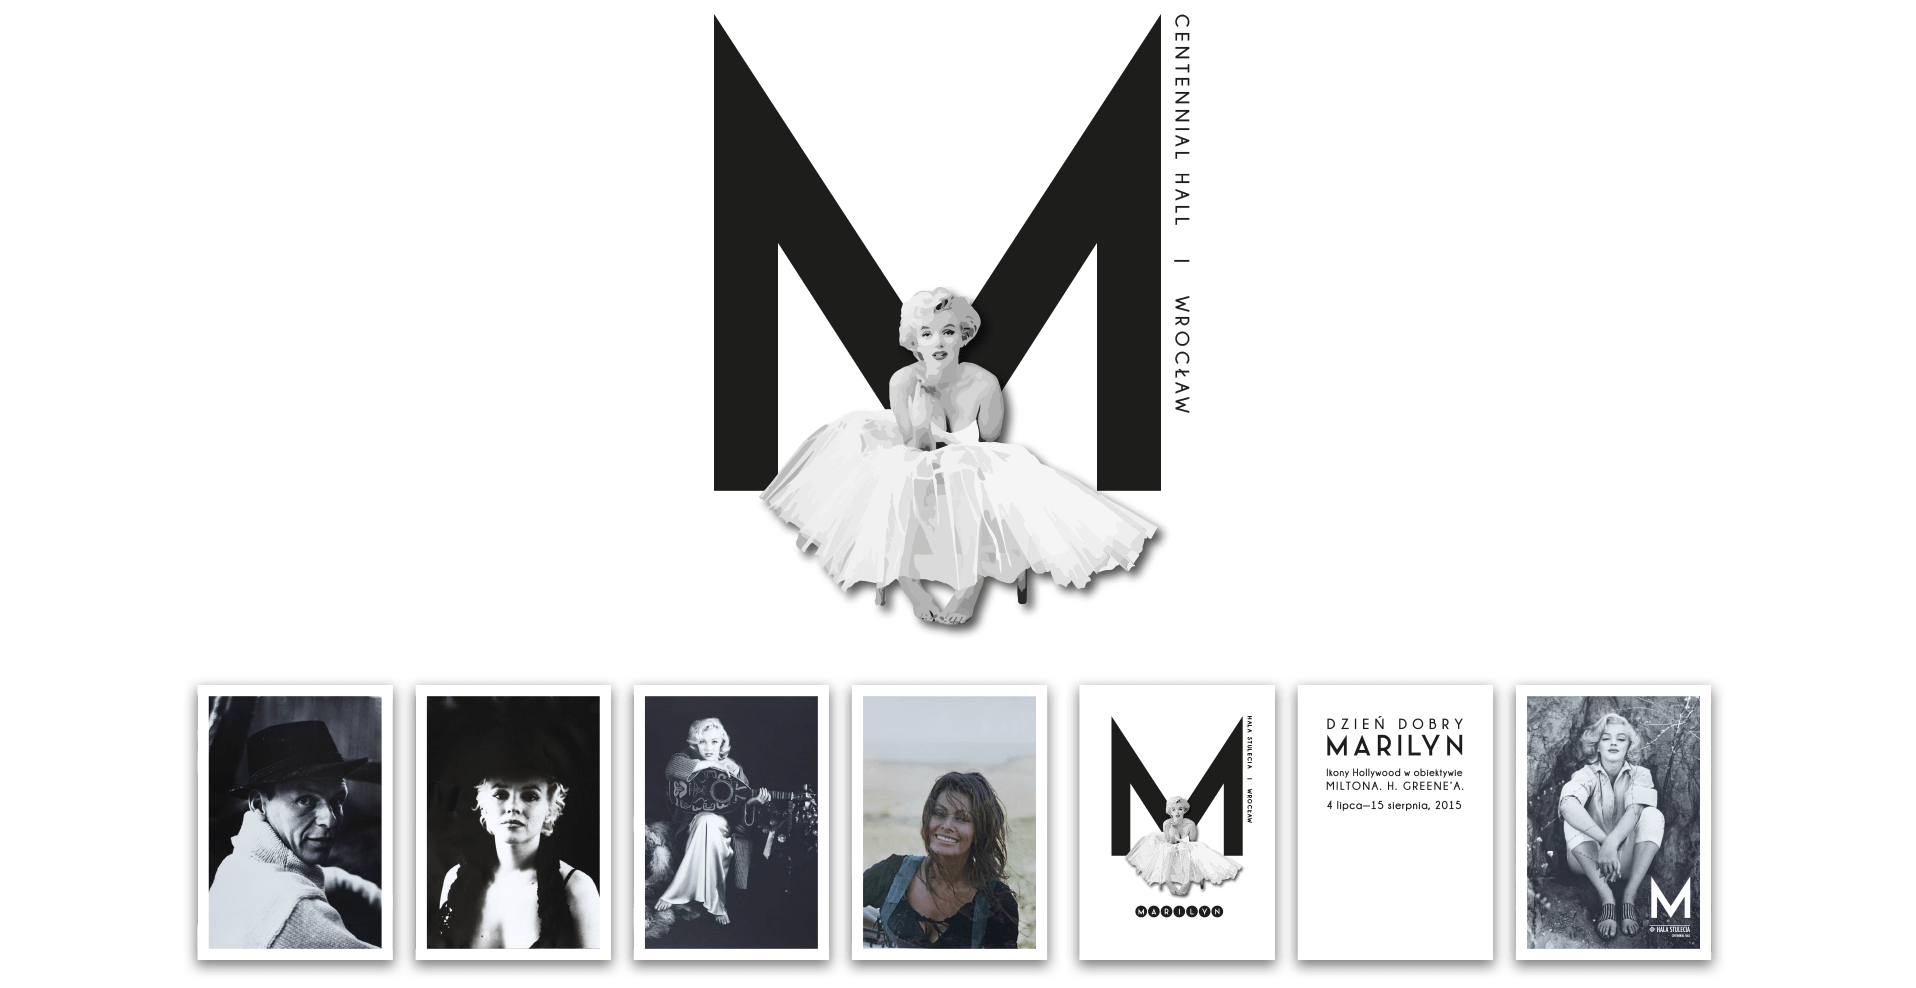 M
CENTENNIAL HALL | WROCŁAW
M
HALA STULECIA | WROCŁAW
MARILYN
DZIEŃ DOBRY
MARILYN
Ikony Hollywood w obiektywie
MILTONA. H. GREENE'A.
4 lipca—15 sierpnia, 2015
M
HALA STULECIA